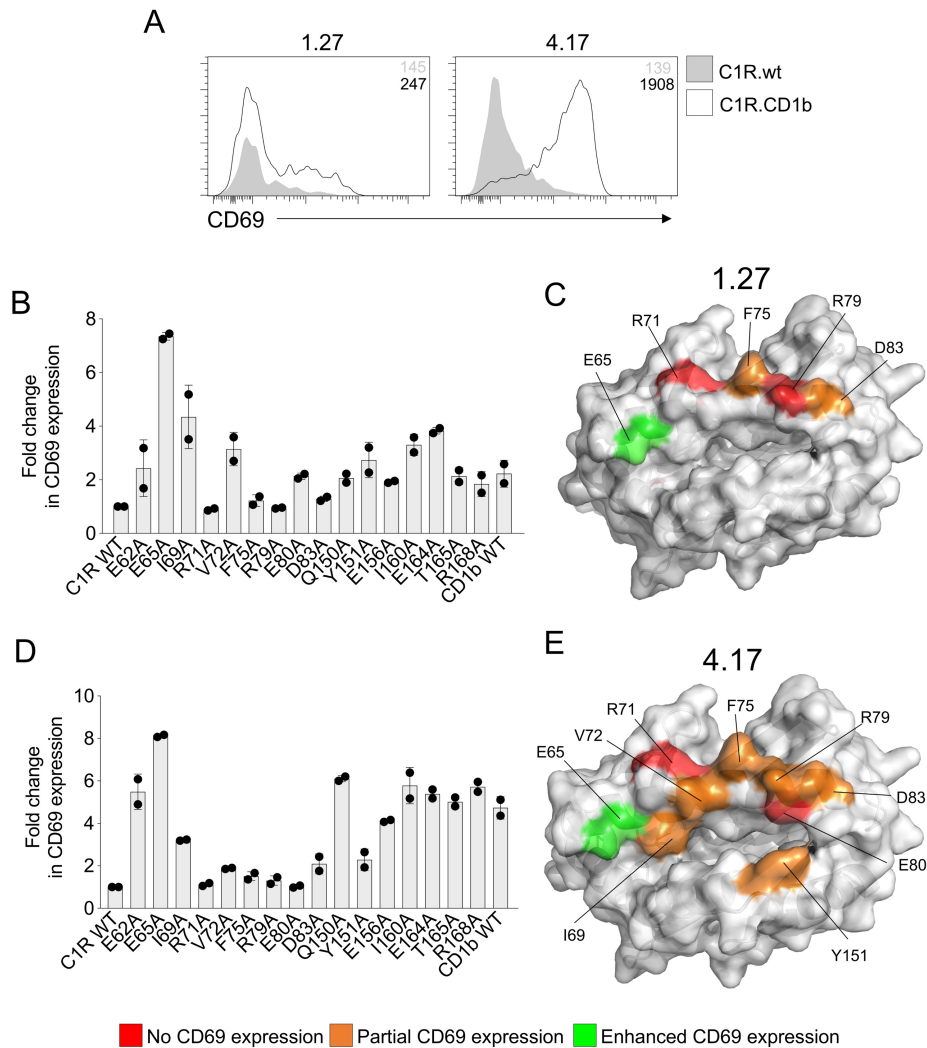 A
1.27
4.17
145
247
139
1908
C1R.wt
C1R.CD1b
CD69
B
Fold change
in CD69 expression
8
6
4
2
0
C1R WT
E62A
E65A
I69A
R71A
V72A
F75A
R79A
E80A
D83A
Q150A
Y151A
E156A
I160A
E164A
T165A
R168A
CD1b WT
C
1.27
R71
F75
R79
E65
D83
D
Fold change
in CD69 expression
10
8
6
4
2
0
C1R WT
E62A
E65A
I69A
R71A
V72A
F75A
R79A
E80A
D83A
Q150A
Y151A
E156A
I160A
E164A
T165A
R168A
CD1b WT
E
4.17
R71
F75
R79
V72
E65
D83
E80
I69
Y151
No CD69 expression
Partial CD69 expression
Enhanced CD69 expression